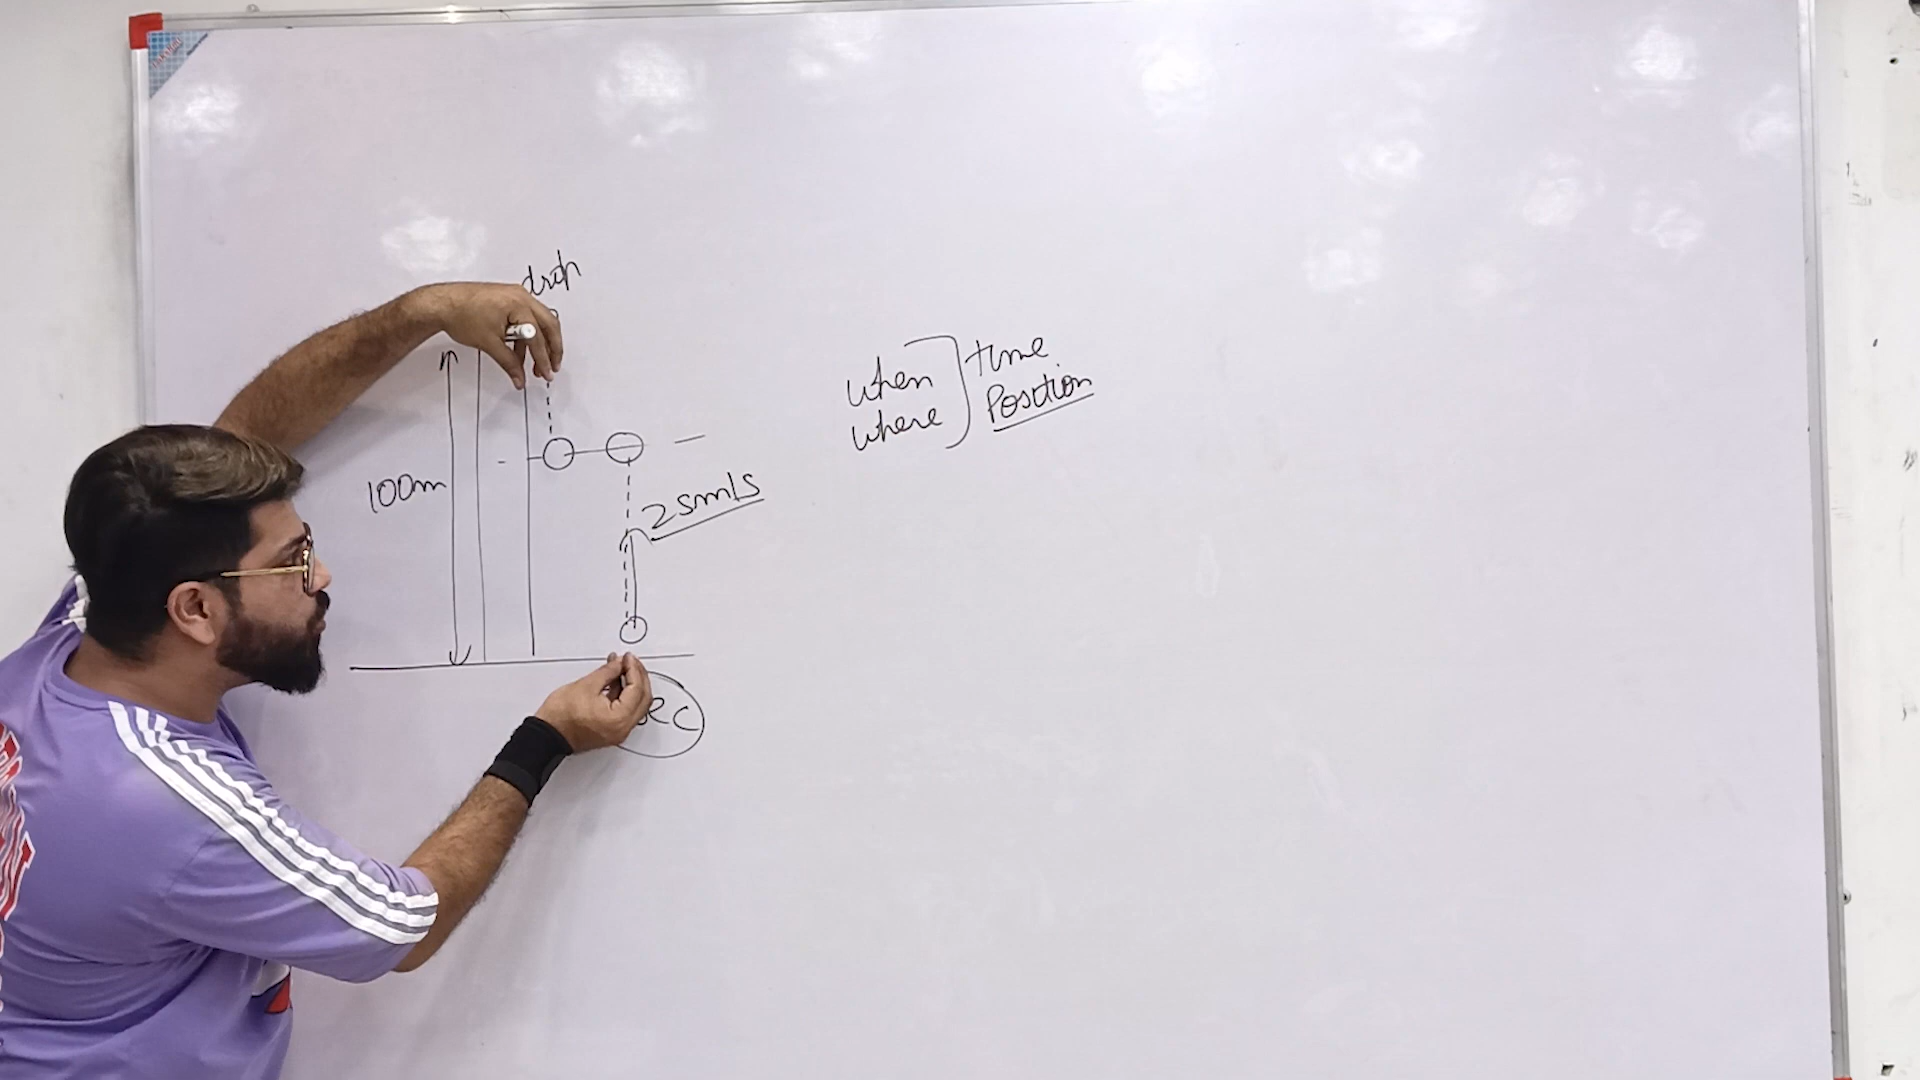 drop
when
where
time
Position
100m
25m/s